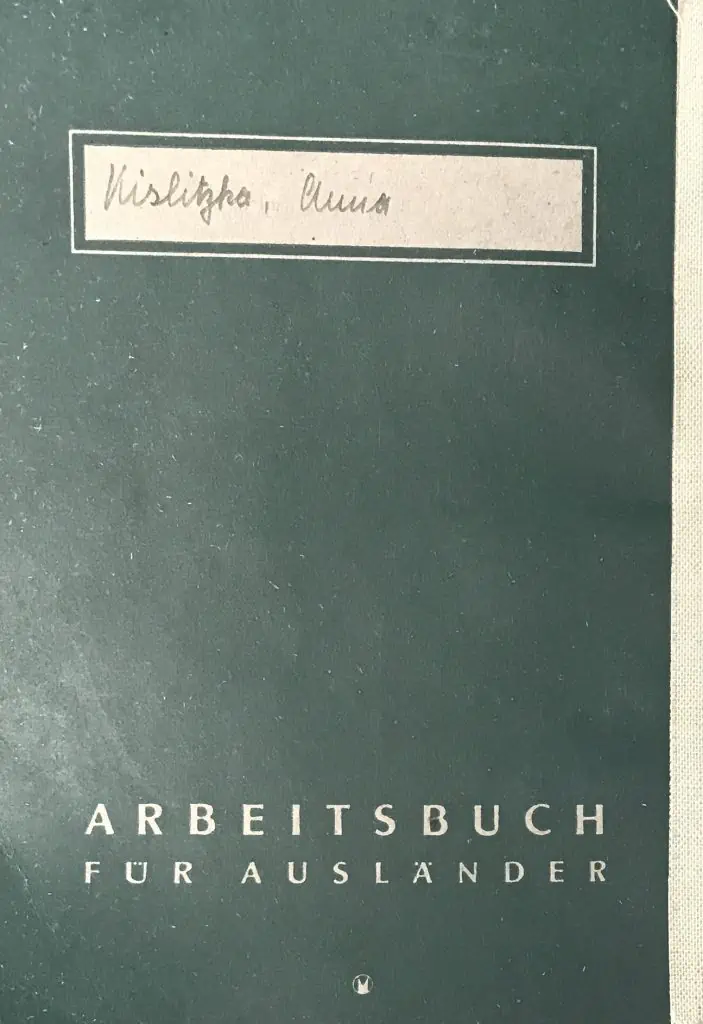 Kislitzka, Anna
ARBEITSBUCH
FÜR AUSLÄNDER